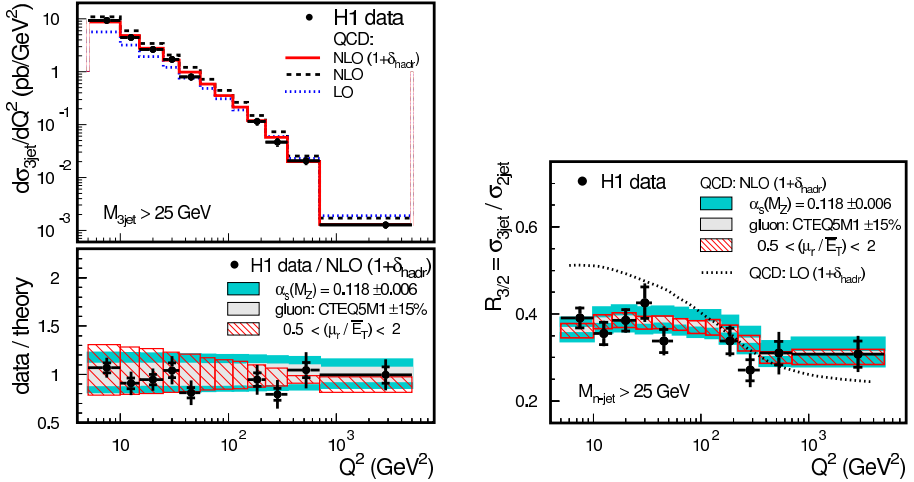 dσ3jet/dQ² (pb/GeV²)
10
1
10⁻¹
10⁻²
10⁻³
H1 data
QCD:
NLO (1+δhadr)
NLO
LO
M3jet > 25 GeV
data / theory
2
1.5
1
0.5
H1 data / NLO (1+δhadr)
αs(MZ) = 0.118 ±0.006
gluon: CTEQ5M1 ±15%
0.5 < (μr / ET) < 2
10
10²
10³
Q² (GeV²)
R3/2 = σ3jet / σ2jet
0.6
0.4
0.2
H1 data
QCD: NLO (1+δhadr)
αs(MZ) = 0.118 ±0.006
gluon: CTEQ5M1 ±15%
0.5 < (μr / E̅T) < 2
QCD: LO (1+δhadr)
Mn-jet > 25 GeV
10
10²
10³
Q² (GeV²)